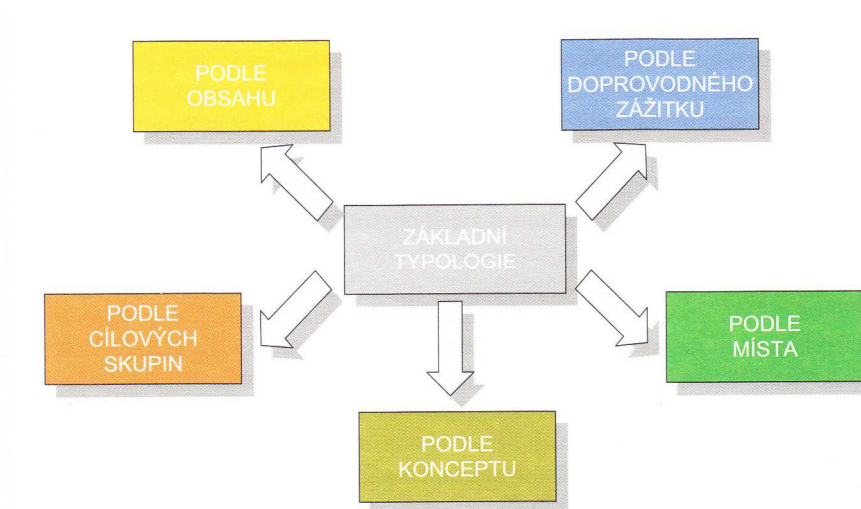 PODLE
OBSAHU
PODLE
DOPROVODNÉHO
ZÁŽITKU
ZÁKLADNÍ
TYPOLOGIE
PODLE
CÍLOVÝCH
SKUPIN
PODLE
MÍSTA
PODLE
KONCEPTU